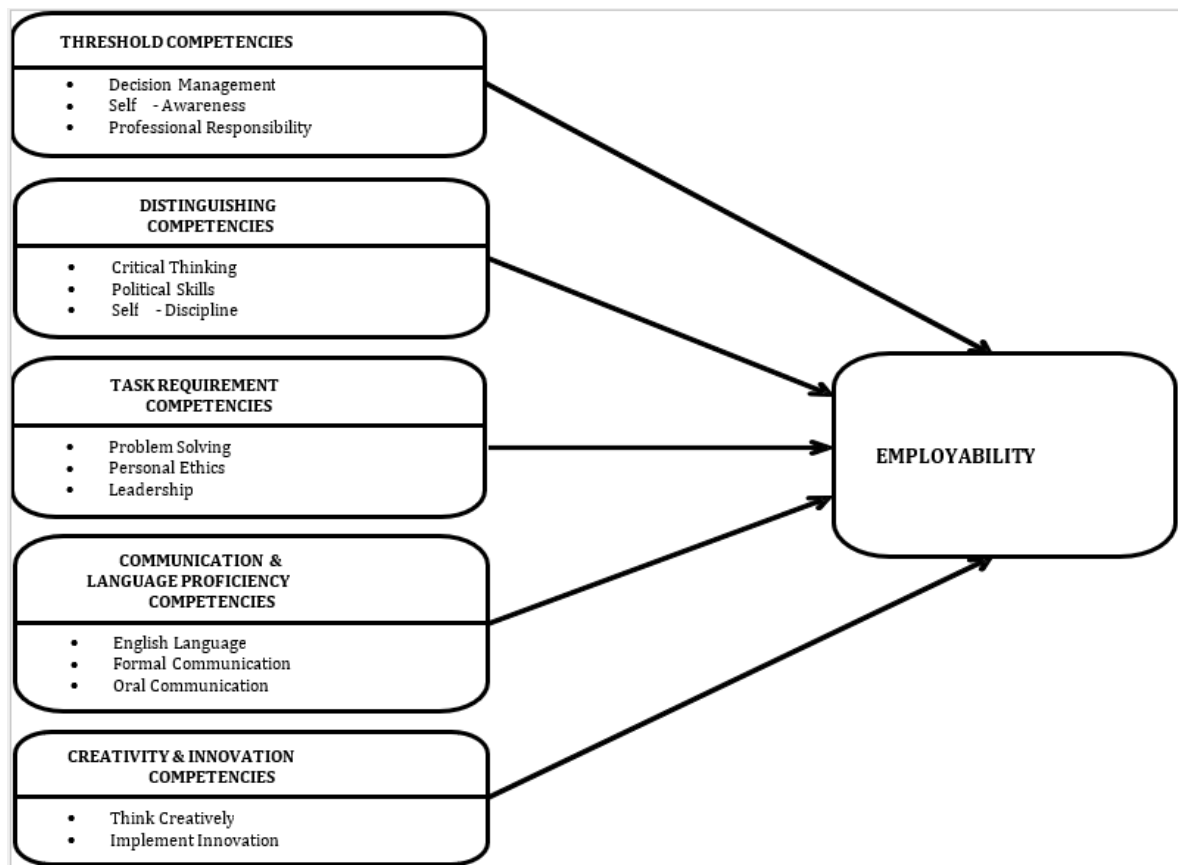 THRESHOLD COMPETENCIES
• Decision Management
• Self - Awareness
• Professional Responsibility
DISTINGUISHING
COMPETENCIES
• Critical Thinking
• Political Skills
• Self - Discipline
TASK REQUIREMENT
COMPETENCIES
• Problem Solving
• Personal Ethics
• Leadership
COMMUNICATION &
LANGUAGE PROFICIENCY
COMPETENCIES
• English Language
• Formal Communication
• Oral Communication
CREATIVITY & INNOVATION
COMPETENCIES
• Think Creatively
• Implement Innovation
EMPLOYABILITY